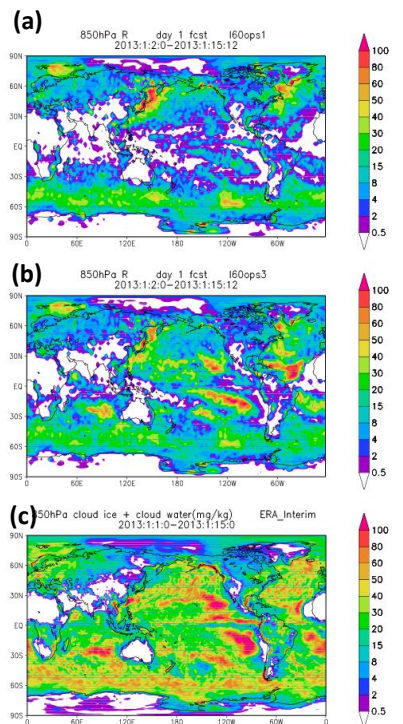 (a)
850hPa R day 1 fcst l60ops1
2013:1:2:0-2013:1:15:12
90N
60N
30N
EQ
30S
60S
90S
0 60E 120E 180 120W 60W
100
80
60
50
40
30
20
15
8
4
2
0.5
(b)
850hPa R day 1 fcst l60ops3
2013:1:2:0-2013:1:15:12
90N
60N
30N
EQ
30S
60S
90S
0 60E 120E 180 120W 60W
100
80
60
50
40
30
20
15
8
4
2
0.5
(c)
850hPa cloud ice + cloud water(mg/kg) ERA_Interim
2013:1:1:0-2013:1:15:0
90N
60N
30N
EQ
30S
60S
90S
0 60E 120E 180 120W 60W
100
80
60
50
40
30
20
15
8
4
2
0.5